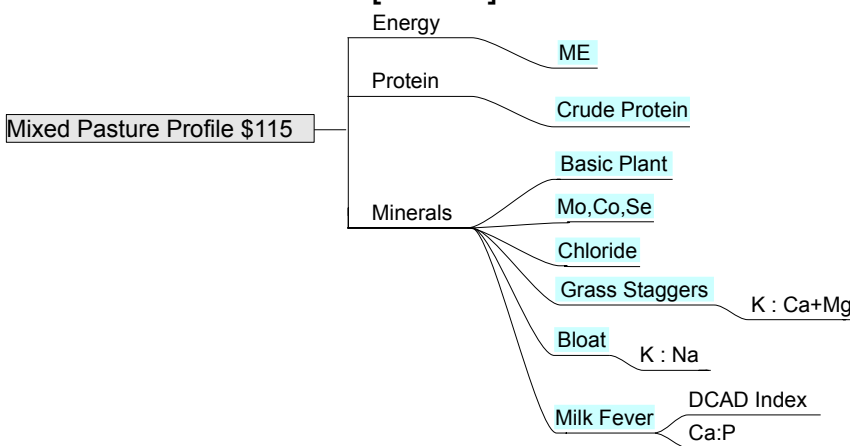 Energy
ME
Protein
Crude Protein
Mixed Pasture Profile $115
Basic Plant
Minerals
Mo,Co,Se
Chloride
Grass Staggers
K : Ca+Mg
Bloat
K : Na
Milk Fever
DCAD Index
Ca:P